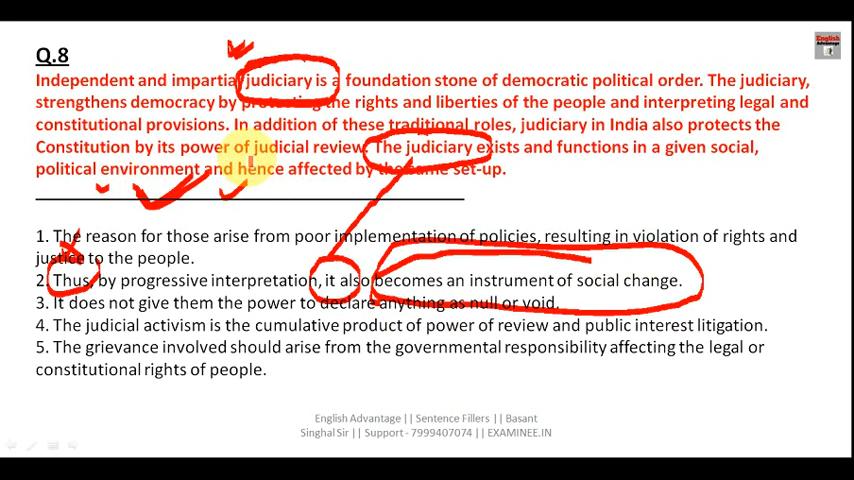 Q.8
English
Advantage
Independent and impartial judiciary is a foundation stone of democratic political order. The judiciary,
strengthens democracy by protecting the rights and liberties of the people and interpreting legal and
constitutional provisions. In addition of these traditional roles, judiciary in India also protects the
Constitution by its power of judicial review. The judiciary exists and functions in a given social,
political environment and hence affected by the same set-up.
1. The reason for those arise from poor implementation of policies, resulting in violation of rights and
justice to the people.
2. Thus, by progressive interpretation, it also becomes an instrument of social change.
3. It does not give them the power to declare anything as null or void.
4. The judicial activism is the cumulative product of power of review and public interest litigation.
5. The grievance involved should arise from the governmental responsibility affecting the legal or
constitutional rights of people.
English Advantage || Sentence Fillers || Basant
Singhal Sir || Support - 7999407074 || EXAMINEE.IN